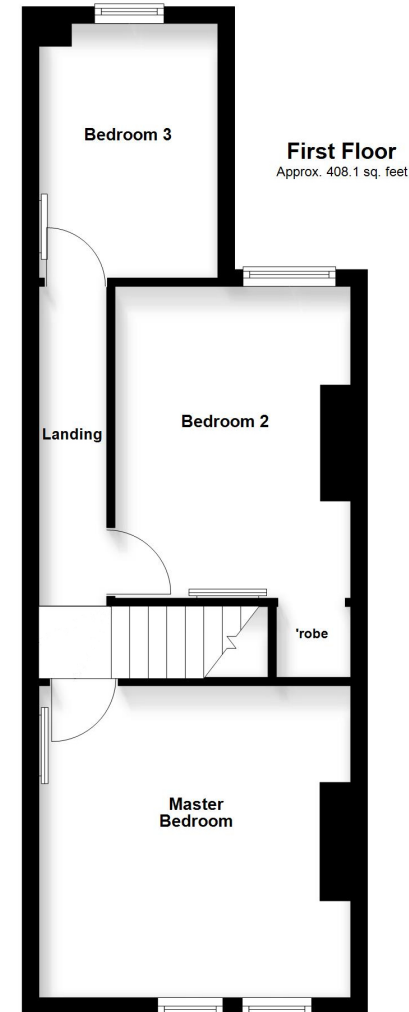 Bedroom 3
First Floor
Approx. 408.1 sq. feet
Bedroom 2
Landing
'robe
Master
Bedroom